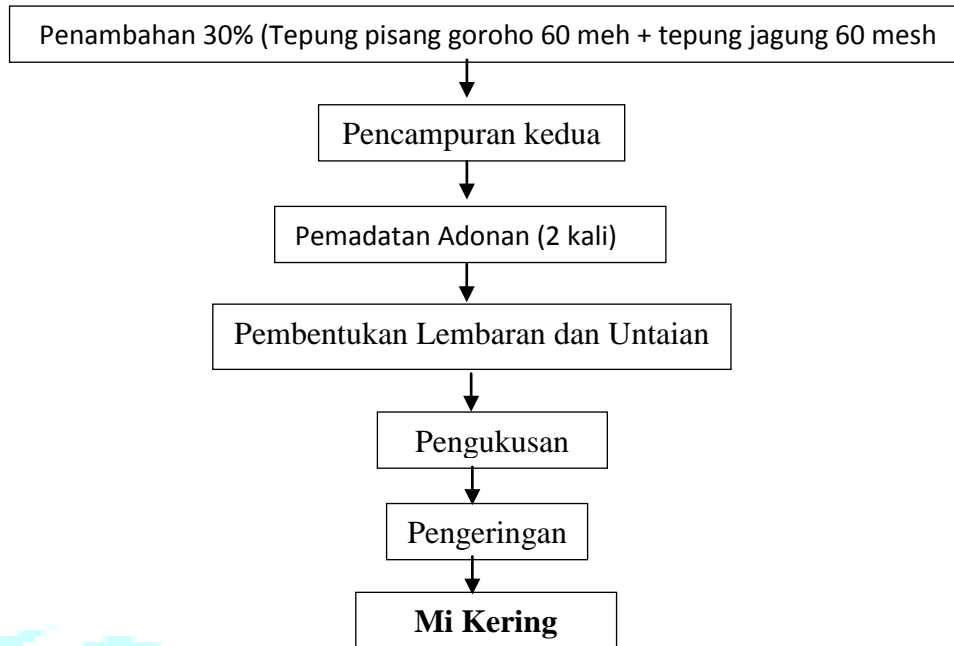 Penambahan 30% (Tepung pisang goroho 60 meh + tepung jagung 60 mesh
Pencampuran kedua
Pemadatan Adonan (2 kali)
Pembentukan Lembaran dan Untaian
Pengukusan
Pengeringan
Mi Kering